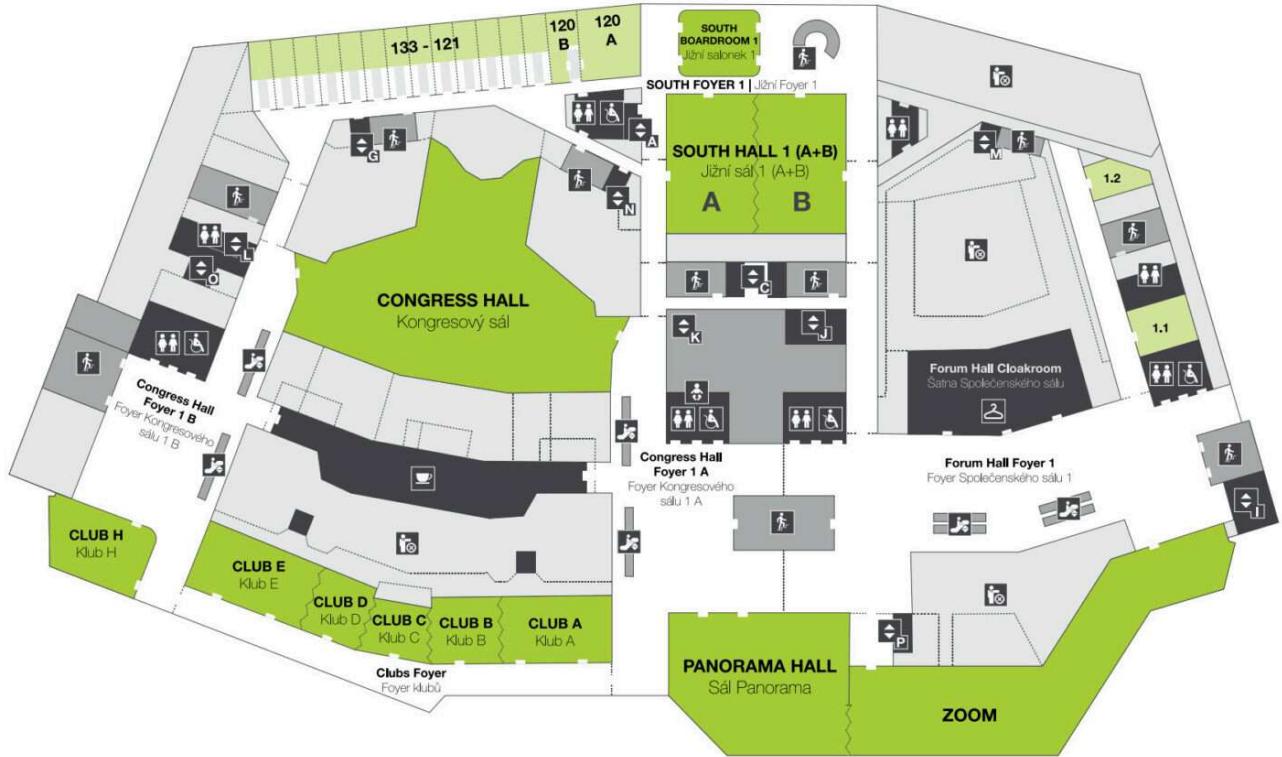 133 - 121
120
B
120
A
SOUTH
BOARDROOM 1
Jižní salonek 1
SOUTH FOYER 1 | Jižní Foyer 1
A
G
N
SOUTH HALL 1 (A+B)
Jižní sál 1 (A+B)
A
B
M
1.2
L
O
C
CONGRESS HALL
Kongresový sál
K
J
1.1
Forum Hall Cloakroom
Šatna Společenského sálu
Congress Hall
Foyer 1 B
Foyer Kongresového
sálu 1 B
Congress Hall
Foyer 1 A
Foyer Kongresového
sálu 1 A
Forum Hall Foyer 1
Foyer Společenského sálu 1
I
CLUB H
Klub H
CLUB E
Klub E
CLUB D
Klub D
CLUB C
Klub C
CLUB B
Klub B
CLUB A
Klub A
P
Clubs Foyer
Foyer klubů
PANORAMA HALL
Sál Panorama
ZOOM